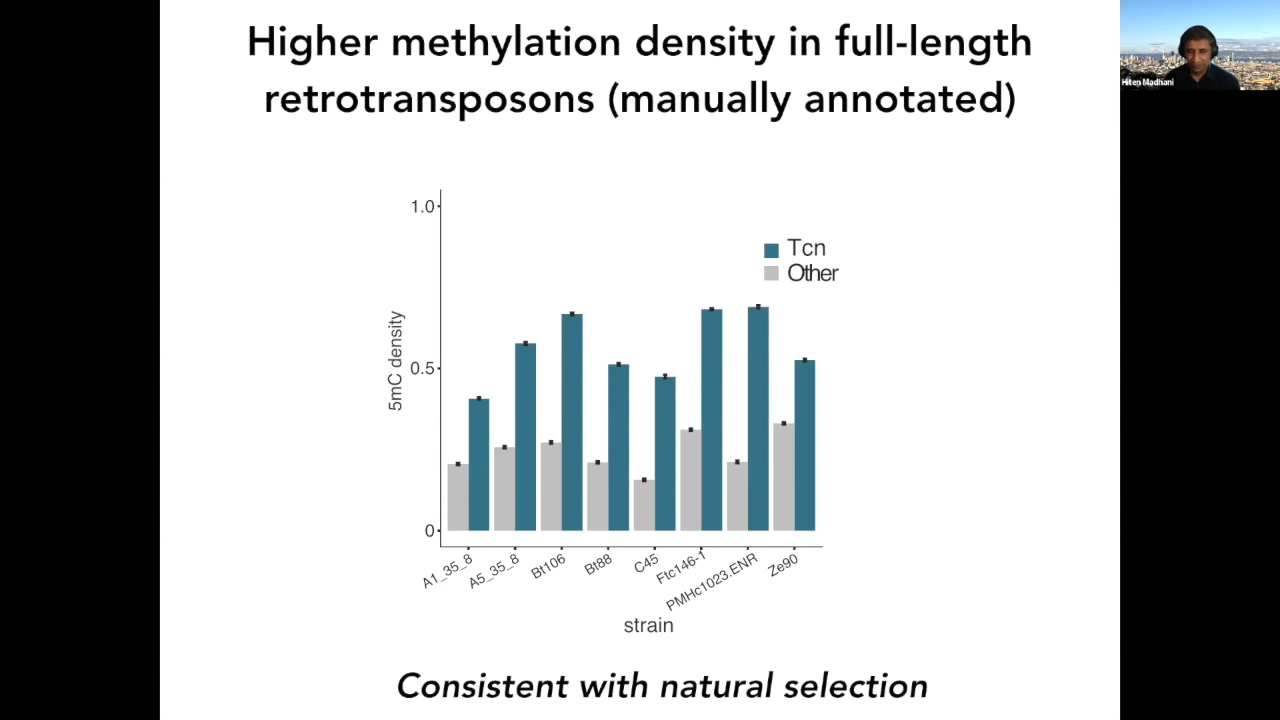 Higher methylation density in full-length
retrotransposons (manually annotated)
Hiten Madhani
1.0
Tcn
Other
5mC density
0.5
0
A1_35_8
A5_35_8
Bt106
Bt88
C45
Ftc146-1
PMHc1023.ENR
Ze90
strain
Consistent with natural selection